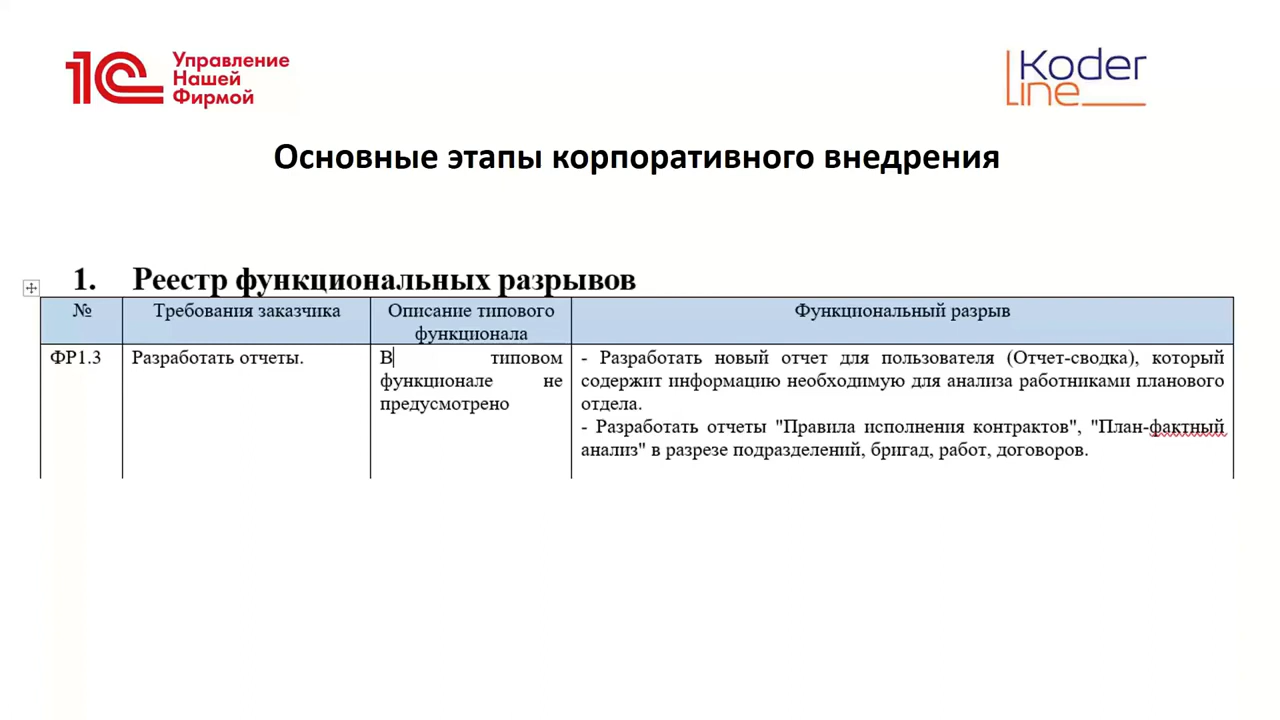 1С Управление
Нашей
Фирмой
Koder
Line
Основные этапы корпоративного внедрения
1. Реестр функциональных разрывов
№
Требования заказчика
Описание типового
функционала
Функциональный разрыв
ФР1.3
Разработать отчеты.
В типовом
функционале не
предусмотрено
- Разработать новый отчет для пользователя (Отчет-сводка), который
содержит информацию необходимую для анализа работниками планового
отдела.
- Разработать отчеты "Правила исполнения контрактов", "План-фактный
анализ" в разрезе подразделений, бригад, работ, договоров.